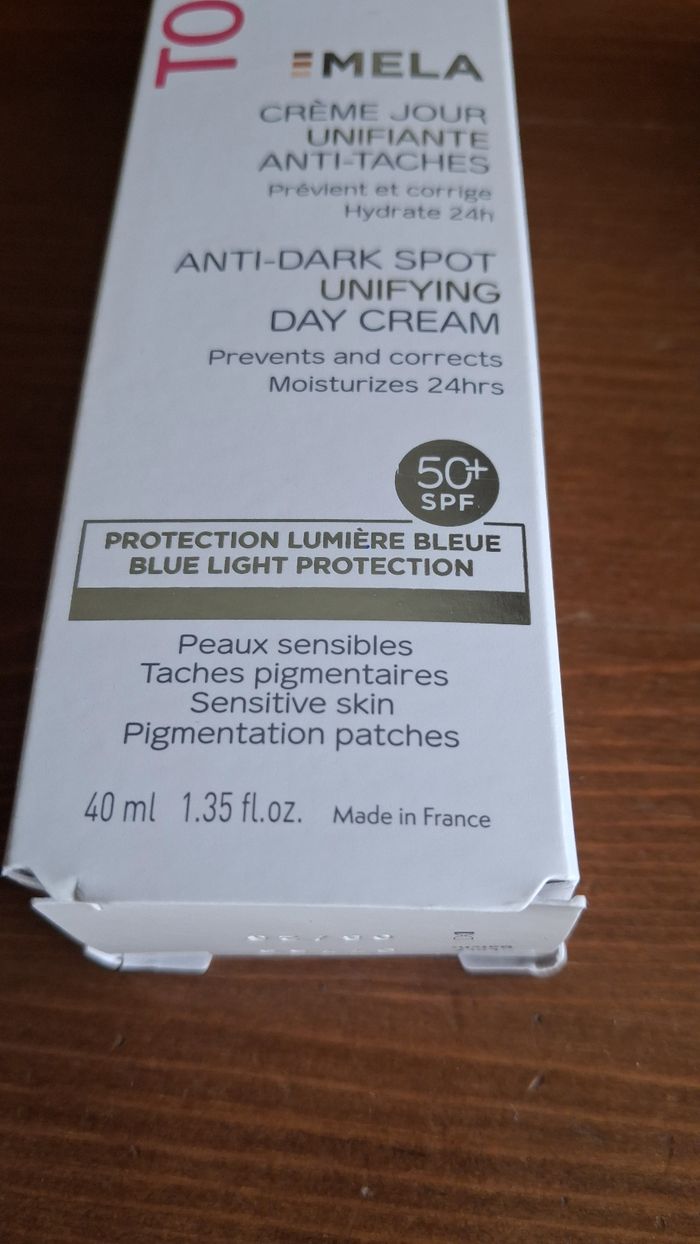 TO
MELA
CRÈME JOUR
UNIFIANTE
ANTI-TACHES
Prévient et corrige
Hydrate 24h
ANTI-DARK SPOT
UNIFYING
DAY CREAM
Prevents and corrects
Moisturizes 24hrs
50+
SPF
PROTECTION LUMIÈRE BLEUE
BLUE LIGHT PROTECTION
Peaux sensibles
Taches pigmentaires
Sensitive skin
Pigmentation patches
40 ml 1.35 fl.oz. Made in France